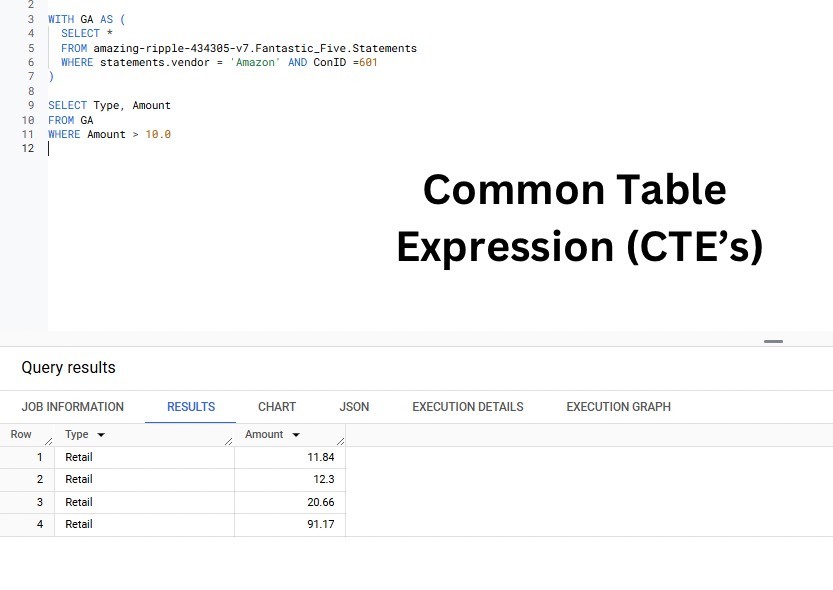 2
3 WITH GA AS (
4 SELECT *
5 FROM amazing-ripple-434305-v7.Fantastic_Five.Statements
6 WHERE statements.vendor = 'Amazon' AND ConID =601
7 )
8
9 SELECT Type, Amount
10 FROM GA
11 WHERE Amount > 10.0
12
Common Table
Expression (CTE’s)
Query results
JOB INFORMATION RESULTS CHART JSON EXECUTION DETAILS EXECUTION GRAPH
Row Type Amount
1 Retail 11.84
2 Retail 12.3
3 Retail 20.66
4 Retail 91.17